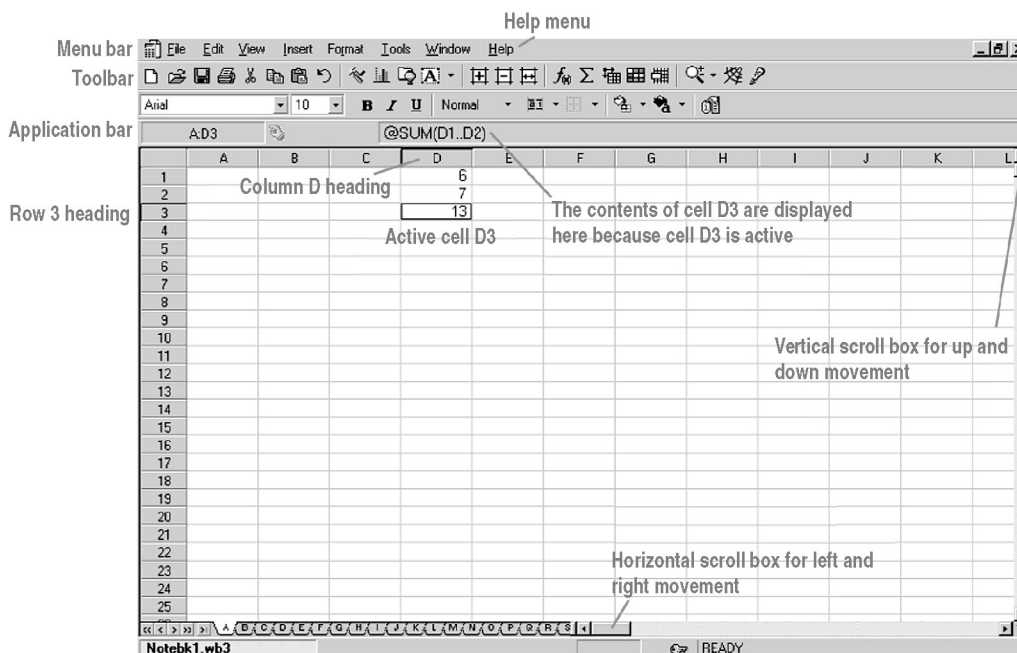 Help menu
Menu bar
File Edit View Insert Format Tools Window Help
Toolbar
A
Arial 10 B I U Normal
Application bar
A:D3 @SUM(D1..D2)
A B C D E F G H I J K L
1 6
Column D heading
2 7
Row 3 heading
3 13
The contents of cell D3 are displayed
here because cell D3 is active
Active cell D3
4
5
6
7
8
9
10
11
Vertical scroll box for up and
down movement
12
13
14
15
16
17
18
19
20
21
22
Horizontal scroll box for left and
right movement
23
24
25
A B C D E F G H I J K L M N O P Q R S
Notebk1.wb3 READY